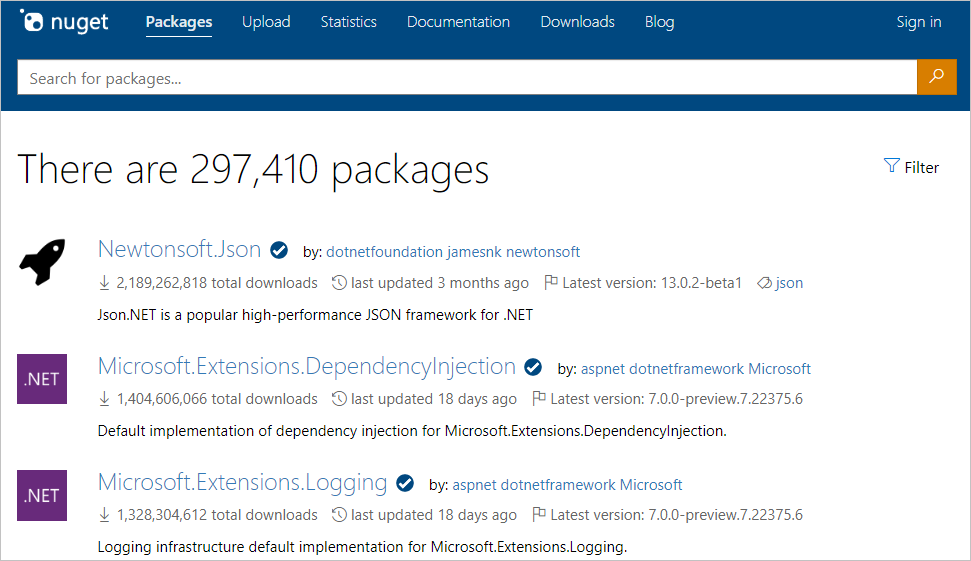 nuget Packages Upload Statistics Documentation Downloads Blog Sign in
Search for packages...
There are 297,410 packages
Filter
Newtonsoft.Json by: dotnetfoundation jamesnk newtonsoft
2,189,262,818 total downloads last updated 3 months ago Latest version: 13.0.2-beta1 json
Json.NET is a popular high-performance JSON framework for .NET
.NET
Microsoft.Extensions.DependencyInjection by: aspnet dotnetframework Microsoft
1,404,606,066 total downloads last updated 18 days ago Latest version: 7.0.0-preview.7.22375.6
Default implementation of dependency injection for Microsoft.Extensions.DependencyInjection.
.NET
Microsoft.Extensions.Logging by: aspnet dotnetframework Microsoft
1,328,304,612 total downloads last updated 18 days ago Latest version: 7.0.0-preview.7.22375.6
Logging infrastructure default implementation for Microsoft.Extensions.Logging.